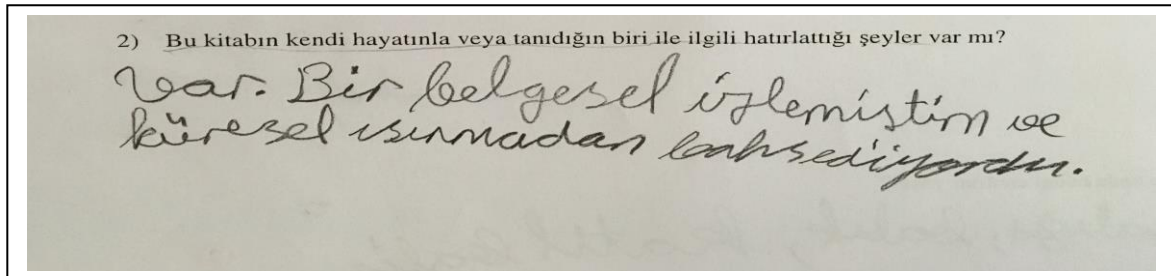 2) Bu kitabın kendi hayatınla veya tanıdığın biri ile ilgili hatırlattığı şeyler var mı?
Var. Bir belgesel izlemiştim ve
küresel ısınmadan bahsediyordu.